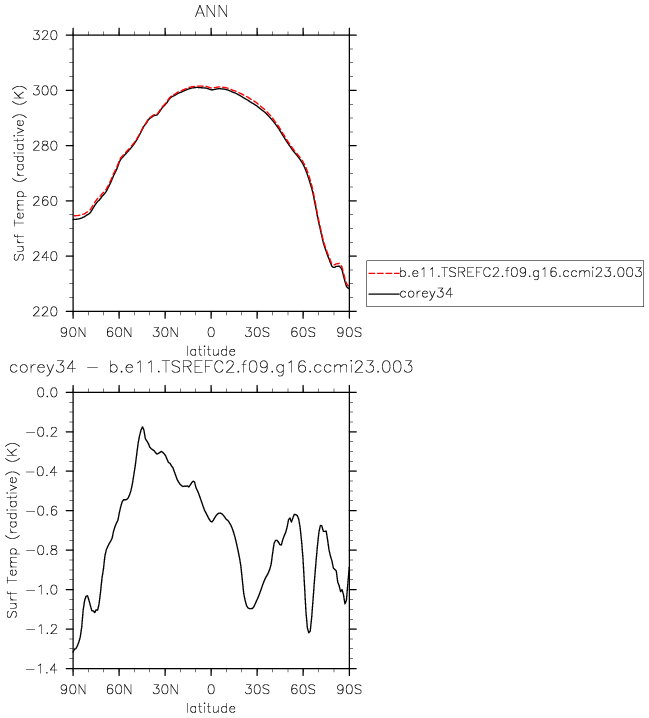 ANN
320
300
280
260
240
220
Surf Temp (radiative) (K)
90N 60N 30N 0 30S 60S 90S
latitude
b.e11.TSREFC2.f09.g16.ccmi23.003
corey34
corey34 − b.e11.TSREFC2.f09.g16.ccmi23.003
0.0
−0.2
−0.4
−0.6
−0.8
−1.0
−1.2
−1.4
Surf Temp (radiative) (K)
90N 60N 30N 0 30S 60S 90S
latitude